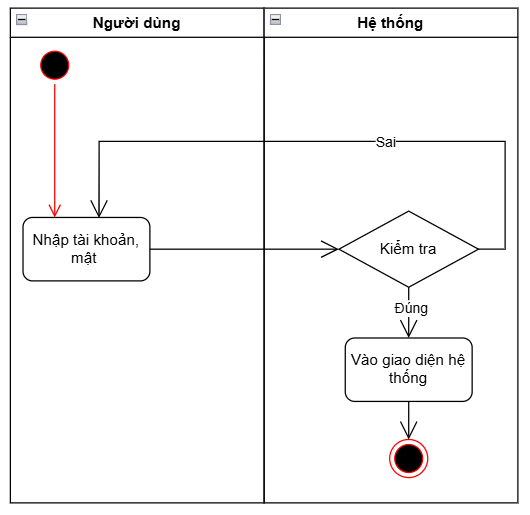 Người dùng
Hệ thống
Sai
Nhập tài khoản,
mật
Kiểm tra
Đúng
Vào giao diện hệ
thống